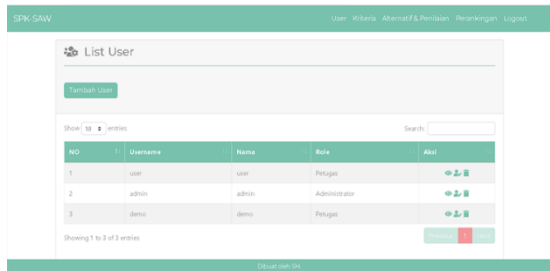 SPK-SAW User Kriteria Alternatif & Penilaian Perankingan Logout
List User
Tambah User
Show 10 entries Search:
NO Username Nama Role Aksi
1 user user Petugas
2 admin admin Administrator
3 demo demo Petugas
Showing 1 to 3 of 3 entries Previous 1 Next
Dibuat oleh